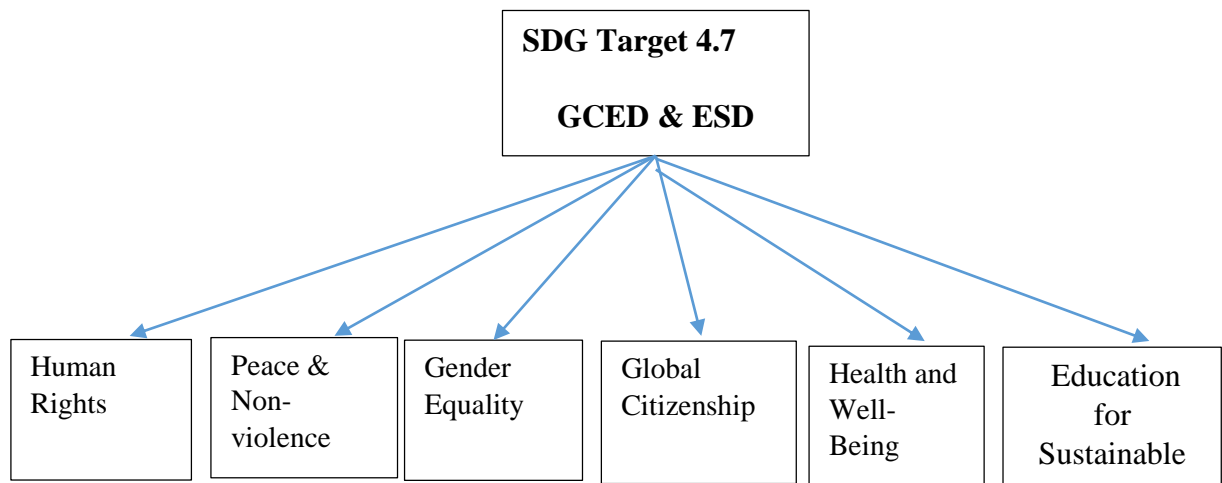 SDG Target 4.7
GCED & ESD
Human
Rights
Peace &
Non-
violence
Gender
Equality
Global
Citizenship
Health and
Well-
Being
Education
for
Sustainable